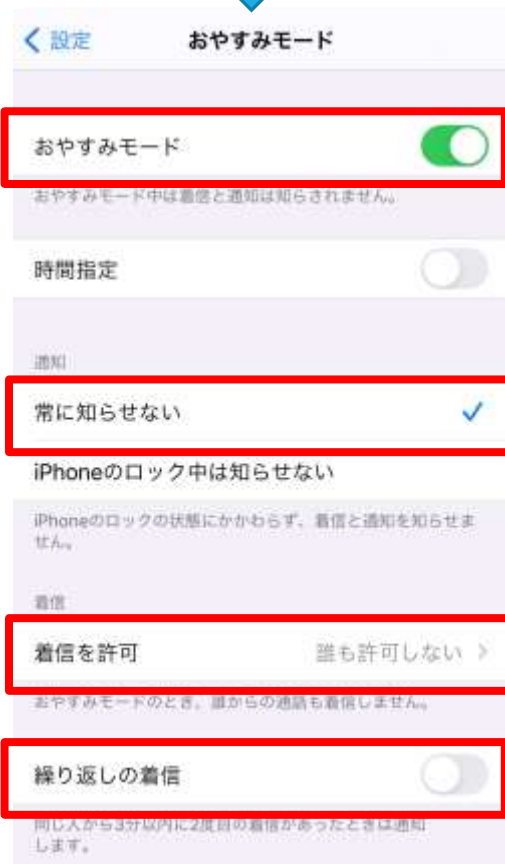 設定
おやすみモード
おやすみモード
おやすみモード中は着信と通知は知らされません。
時間指定
通知
常に知らせない
iPhoneのロック中は知らせない
iPhoneのロックの状態にかかわらず、着信と通知を知らせま
せん。
着信
着信を許可 誰も許可しない
おやすみモードのとき、誰からの通話も着信しません。
繰り返しの着信
同じ人から3分以内に2度目の着信があったときは通知
します。